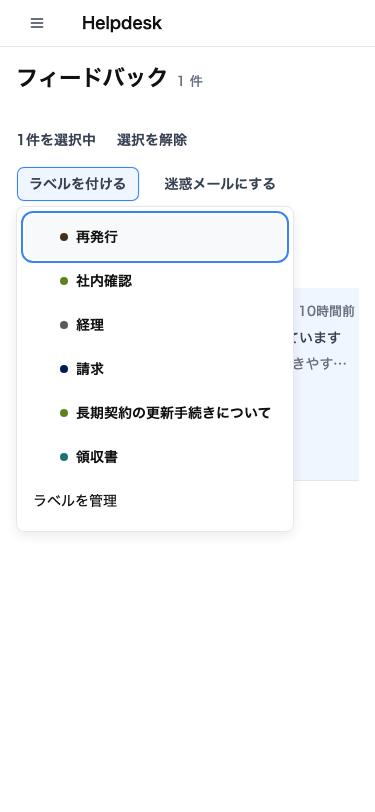 Helpdesk
フィードバック 1 件
1件を選択中 選択を解除
ラベルを付ける 迷惑メールにする
再発行
社内確認
経理
請求
長期契約の更新手続きについて
領収書
ラベルを管理
10時間前
ています
きやす…